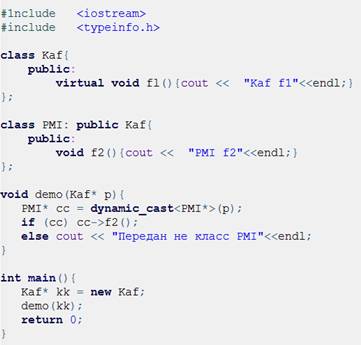 #1nclude   <iostream>
#include   <typeinfo.h>
class Kaf{
    public:
        virtual void f1(){cout <<  "Kaf f1"<<endl;}
};
class PMI: public Kaf{
    public:
        void f2(){cout <<  "PMI f2"<<endl;}
};
void demo(Kaf* p){
   PMI* cc = dynamic_cast<PMI*>(p);
   if (cc) cc->f2();
   else cout << "Передан не класс PMI"<<endl;
}
int main(){
   Kaf* kk = new Kaf;
   demo(kk);
   return 0;
}